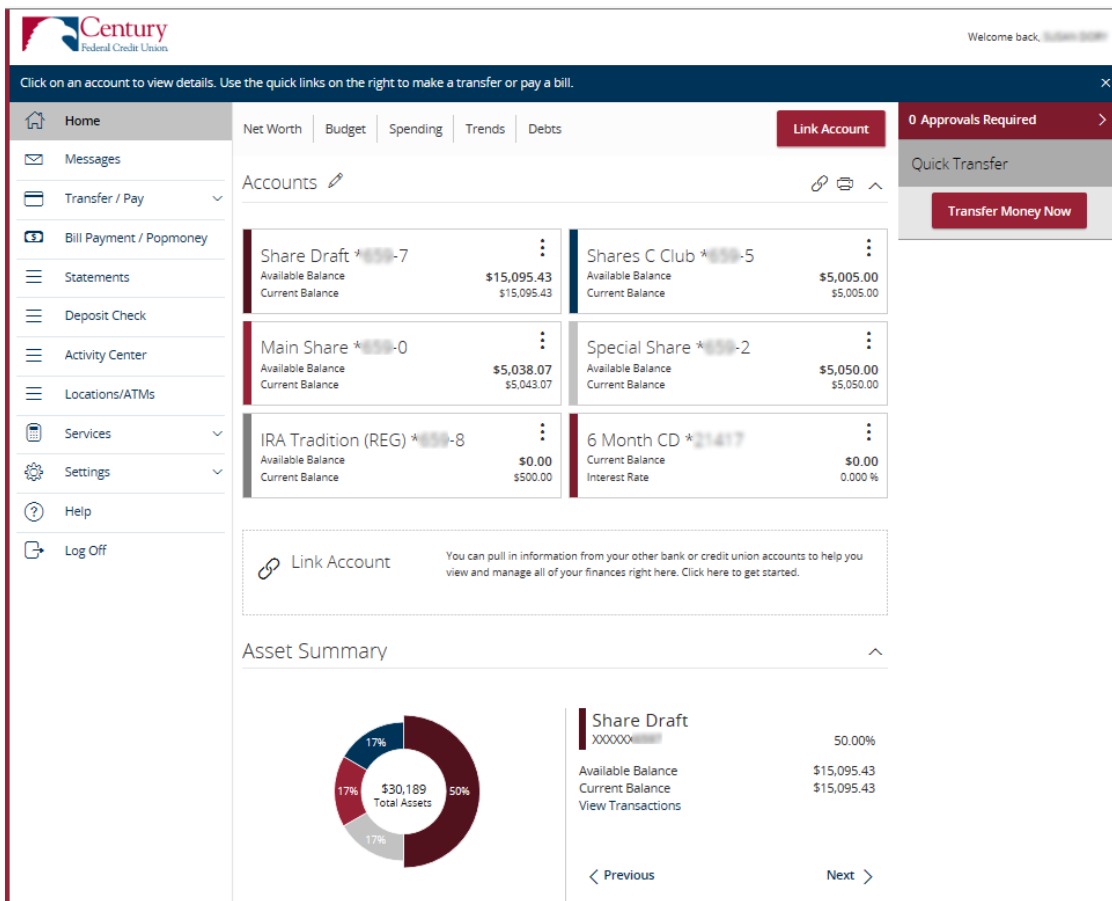 Century
Federal Credit Union
Welcome back,
Click on an account to view details. Use the quick links on the right to make a transfer or pay a bill.
Home
Messages
Transfer / Pay
Bill Payment / Popmoney
Statements
Deposit Check
Activity Center
Locations/ATMs
Services
Settings
Help
Log Off
Net Worth Budget Spending Trends Debts
Link Account
Accounts
Share Draft * -7
Available Balance $15,095.43
Current Balance $15,095.43
Shares C Club * -5
Available Balance $5,005.00
Current Balance $5,005.00
Main Share * -0
Available Balance $5,038.07
Current Balance $5,043.07
Special Share * -2
Available Balance $5,050.00
Current Balance $5,050.00
IRA Tradition (REG) * -8
Available Balance $0.00
Current Balance $500.00
6 Month CD *
Current Balance $0.00
Interest Rate 0.000 %
Link Account
You can pull in information from your other bank or credit union accounts to help you
view and manage all of your finances right here. Click here to get started.
Asset Summary
17%
17%
$30,189
Total Assets
50%
17%
Share Draft
XXXXXX
50.00%
Available Balance $15,095.43
Current Balance $15,095.43
View Transactions
Previous
Next
0 Approvals Required
Quick Transfer
Transfer Money Now